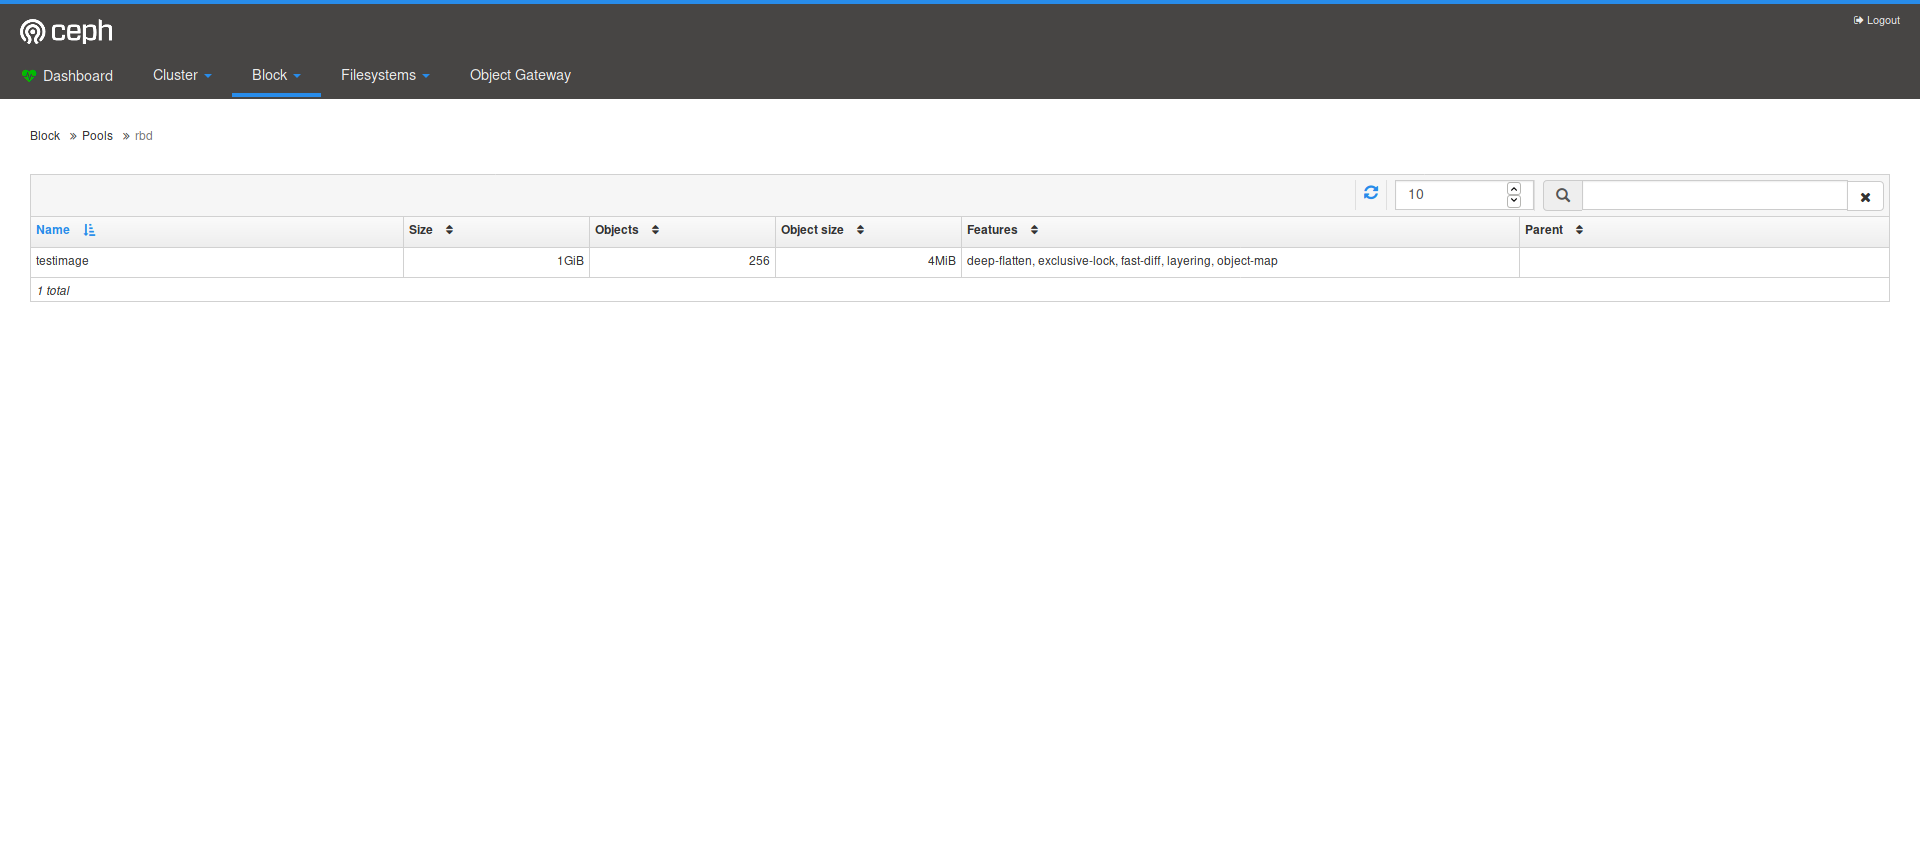 ceph
Logout
Dashboard Cluster Block Filesystems Object Gateway
Block » Pools » rbd
10
Name Size Objects Object size Features Parent
testimage 1GiB 256 4MiB deep-flatten, exclusive-lock, fast-diff, layering, object-map
1 total